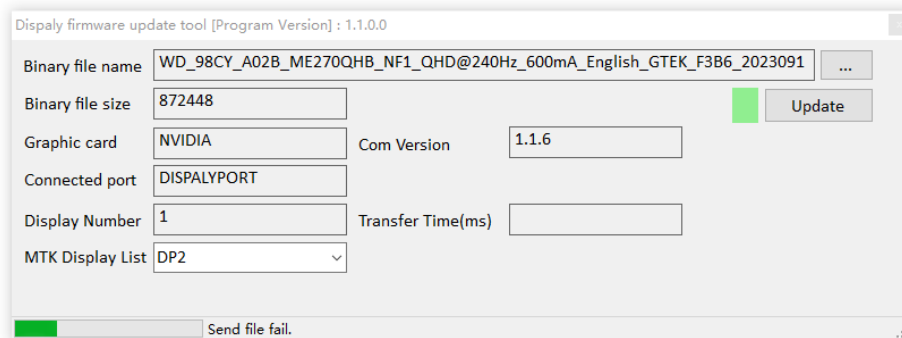 Dispaly firmware update tool [Program Version] : 1.1.0.0
Binary file name WD_98CY_A02B_ME270QHB_NF1_QHD@240Hz_600mA_English_GTEK_F3B6_2023091 ...
Binary file size 872448 Update
Graphic card NVIDIA Com Version 1.1.6
Connected port DISPALYPORT
Display Number 1 Transfer Time(ms)
MTK Display List DP2
Send file fail.